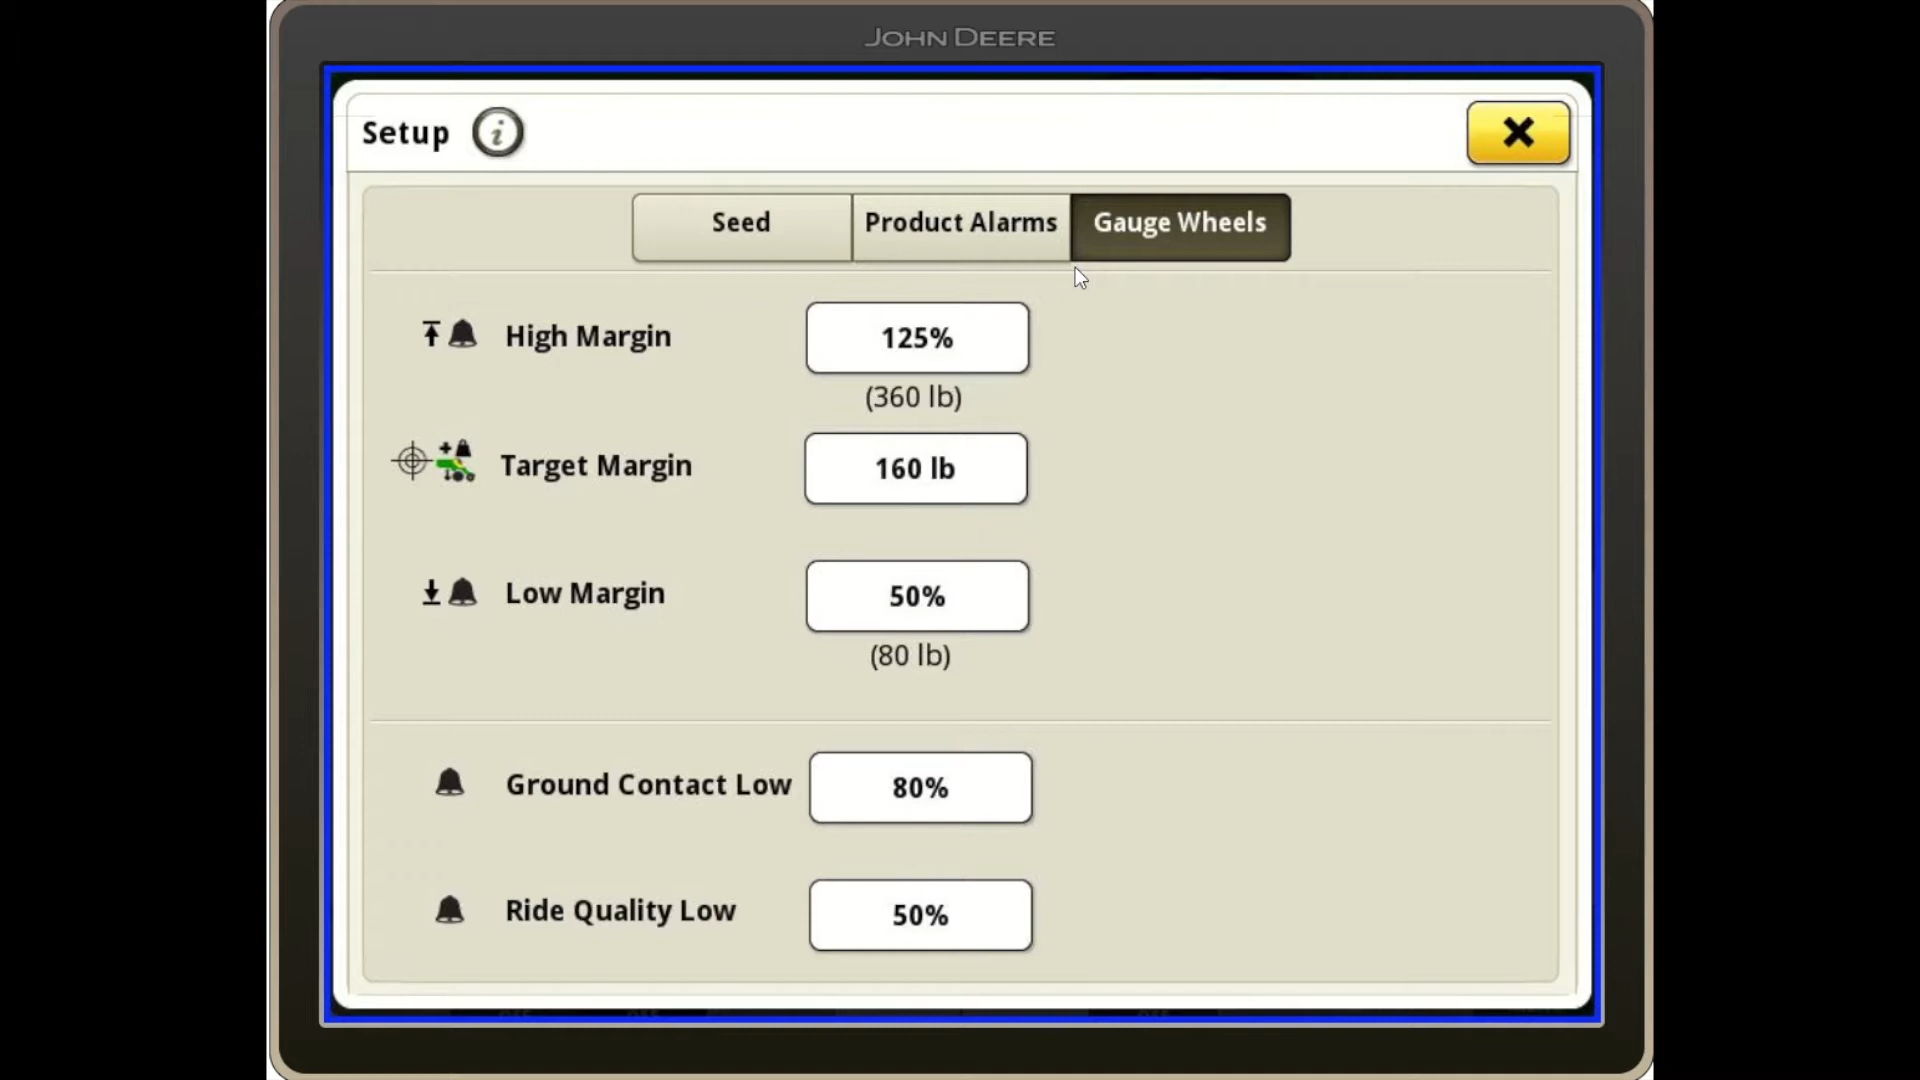 JOHN DEERE
Setup
Seed
Product Alarms
Gauge Wheels
High Margin
125%
(360 lb)
Target Margin
160 lb
Low Margin
50%
(80 lb)
Ground Contact Low
80%
Ride Quality Low
50%